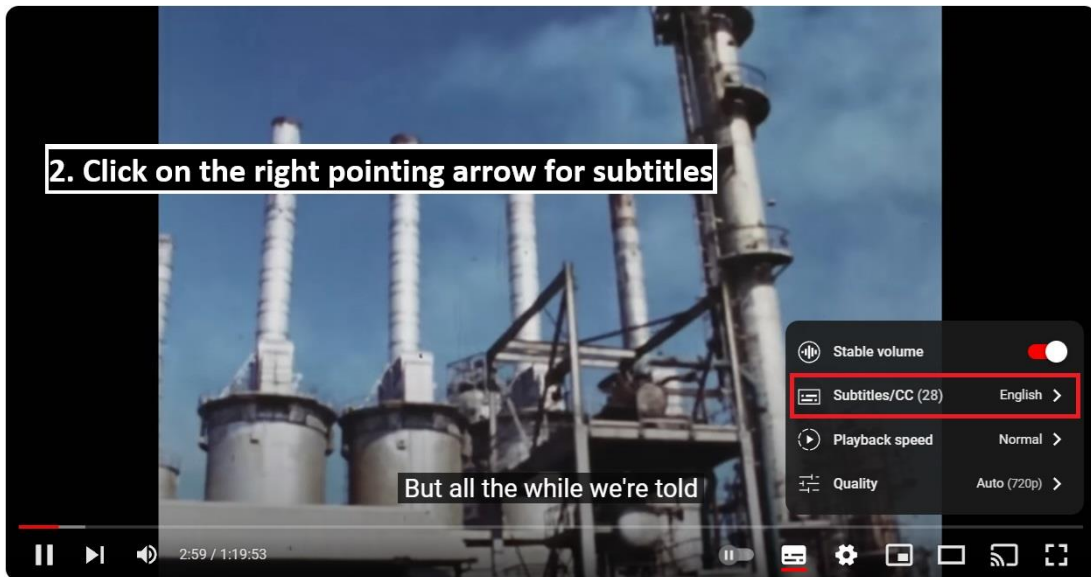 2. Click on the right pointing arrow for subtitles
Stable volume
Subtitles/CC (28) English
Playback speed Normal
Quality Auto (720p)
But all the while we're told
2:59 / 1:19:53